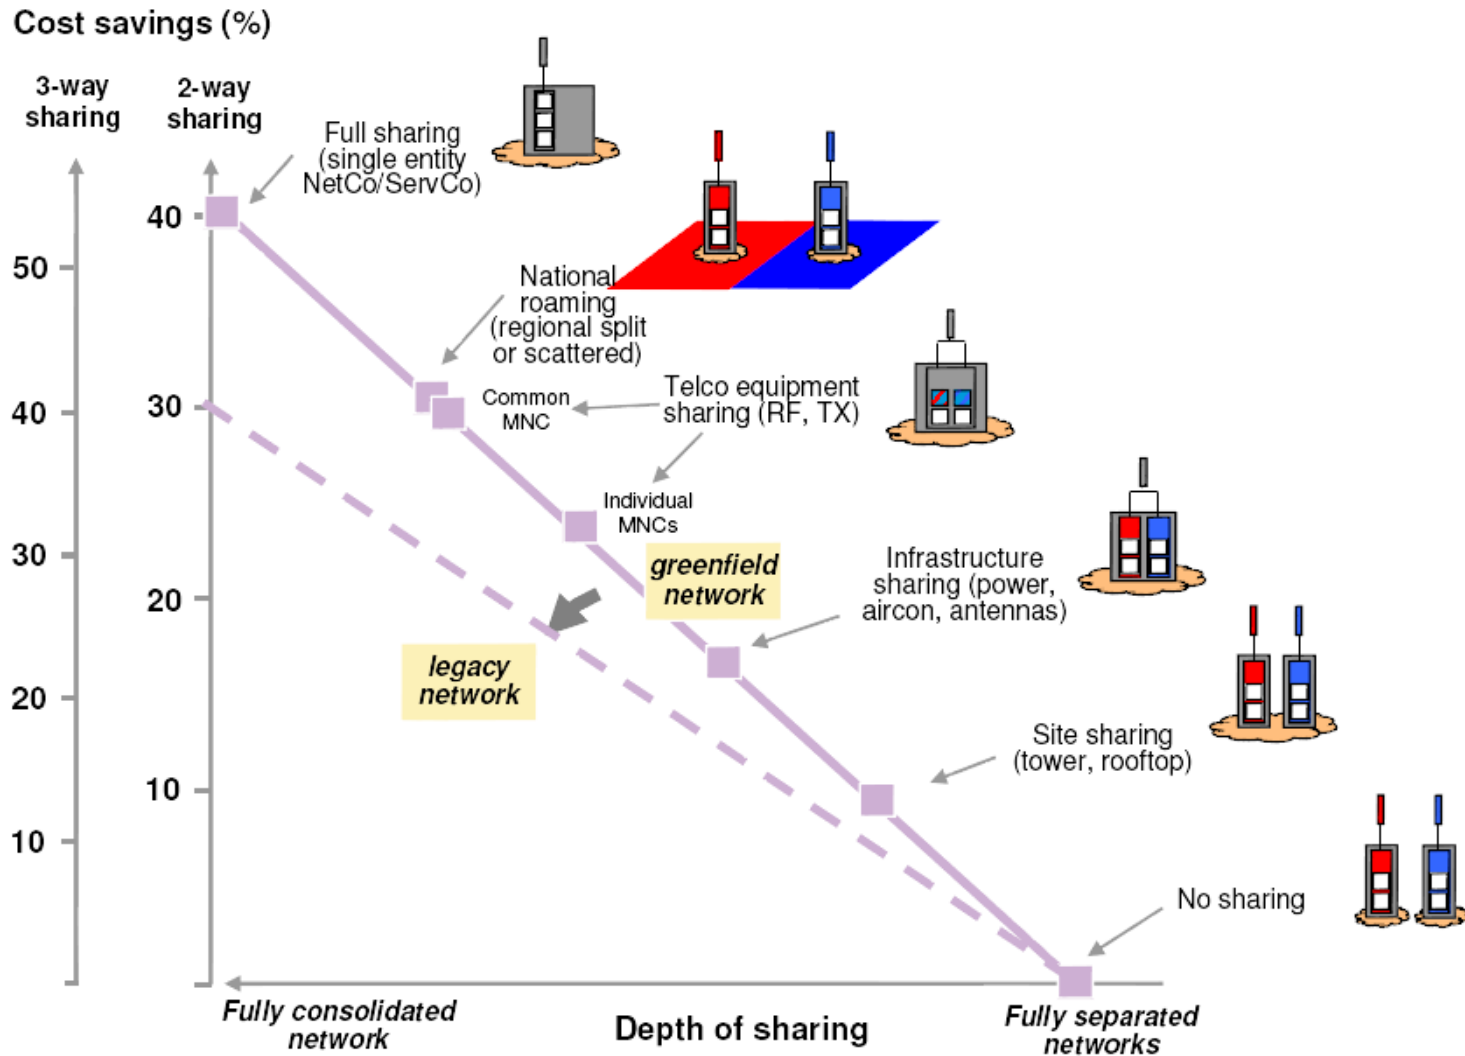 Cost savings (%)
3-way
sharing
2-way
sharing
Full sharing
(single entity
NetCo/ServCo)
40
50
National
roaming
(regional split
or scattered)
Common
MNC
Telco equipment
sharing (RF, TX)
40
30
Individual
MNCs
30
greenfield
network
Infrastructure
sharing (power,
aircon, antennas)
20
legacy
network
20
Site sharing
(tower, rooftop)
10
10
No sharing
Fully consolidated
network
Depth of sharing
Fully separated
networks